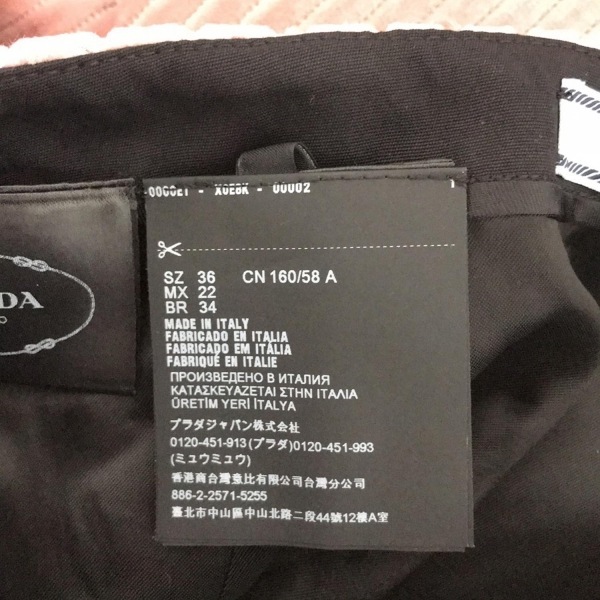 DA
SZ 36 CN 160/58 A
MX 22
BR 34
MADE IN ITALY
FABRICADO EN ITALIA
FABRICADO EM ITÁLIA
FABRIQUÉ EN ITALIE
ПРОИЗВЕДЕНО В ИТАЛИЯ
ΚΑΤΑΣΚΕΥΑΖΕΤΑΙ ΣΤΗΝ ΙΤΑΛΙΑ
ÜRETİM YERİ İTALYA
プラダジャパン株式会社
0120-451-913(プラダ)0120-451-993
(ミュウミュウ)
香港商台灣意比有限公司台灣分公司
886-2-2571-5255
臺北市中山區中山北路二段44號12樓A室